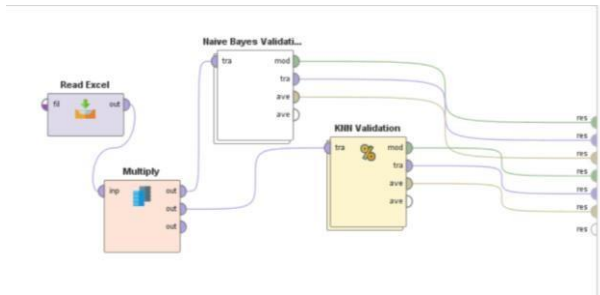 Naive Bayes Validati...
tra mod
tra
ave
ave
Read Excel
fil out
KNN Validation
tra mod
tra
ave
ave
Multiply
inp out
out
out
res
res
res
res
res
res
res